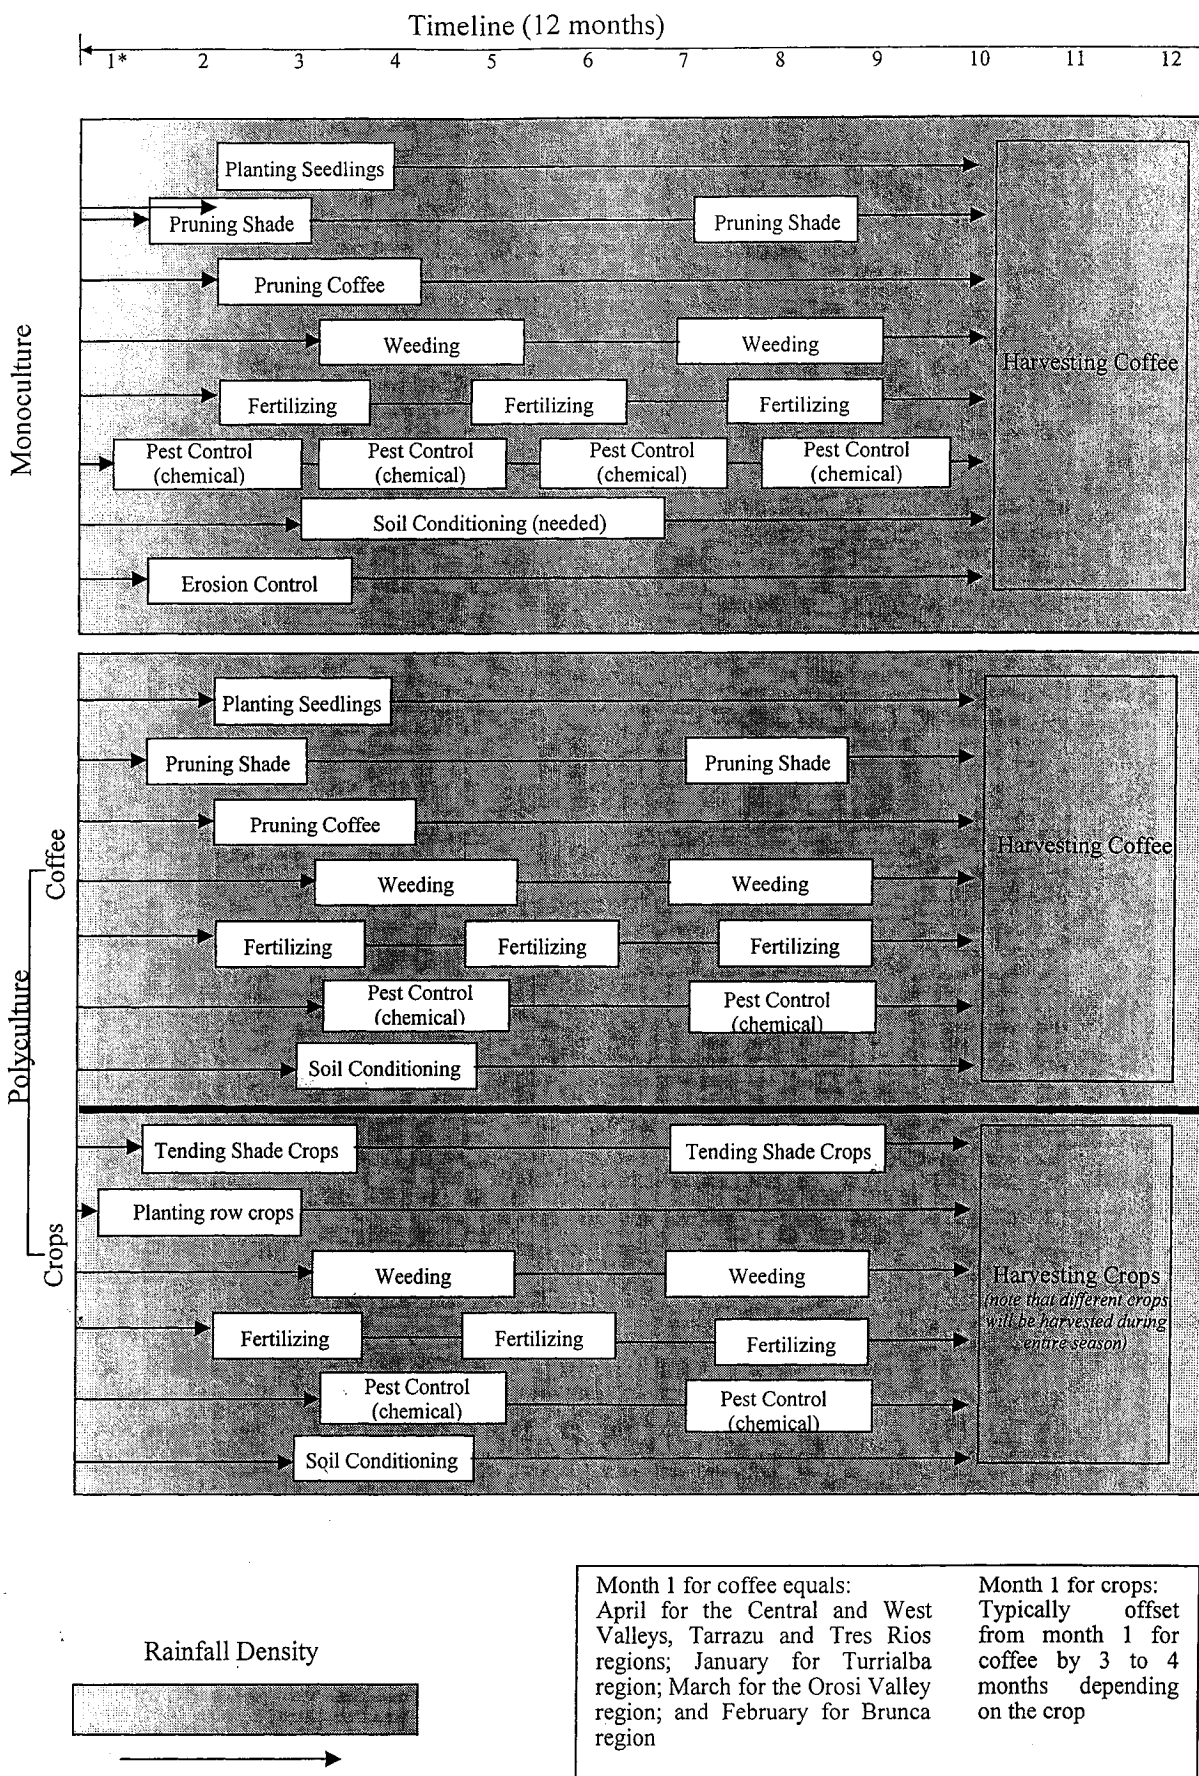 Timeline (12 months)
1* 2 3 4 5 6 7 8 9 10 11 12
Monoculture
Planting Seedlings
Pruning Shade Pruning Shade
Pruning Coffee
Weeding Weeding
Harvesting Coffee
Fertilizing Fertilizing Fertilizing
Pest Control Pest Control Pest Control Pest Control
(chemical) (chemical) (chemical) (chemical)
Soil Conditioning (needed)
Erosion Control
Polyculture
Coffee
Planting Seedlings
Pruning Shade Pruning Shade
Pruning Coffee
Harvesting Coffee
Weeding Weeding
Fertilizing Fertilizing Fertilizing
Pest Control Pest Control
(chemical) (chemical)
Soil Conditioning
Crops
Tending Shade Crops Tending Shade Crops
Planting row crops
Weeding Weeding
Harvesting Crops
(note that different crops
will be harvested during
entire season)
Fertilizing Fertilizing Fertilizing
Pest Control Pest Control
(chemical) (chemical)
Soil Conditioning
Rainfall Density
Month 1 for coffee equals:
April for the Central and West
Valleys, Tarrazu and Tres Rios
regions; January for Turrialba
region; March for the Orosi Valley
region; and February for Brunca
region
Month 1 for crops:
Typically offset
from month 1 for
coffee by 3 to 4
months depending
on the crop